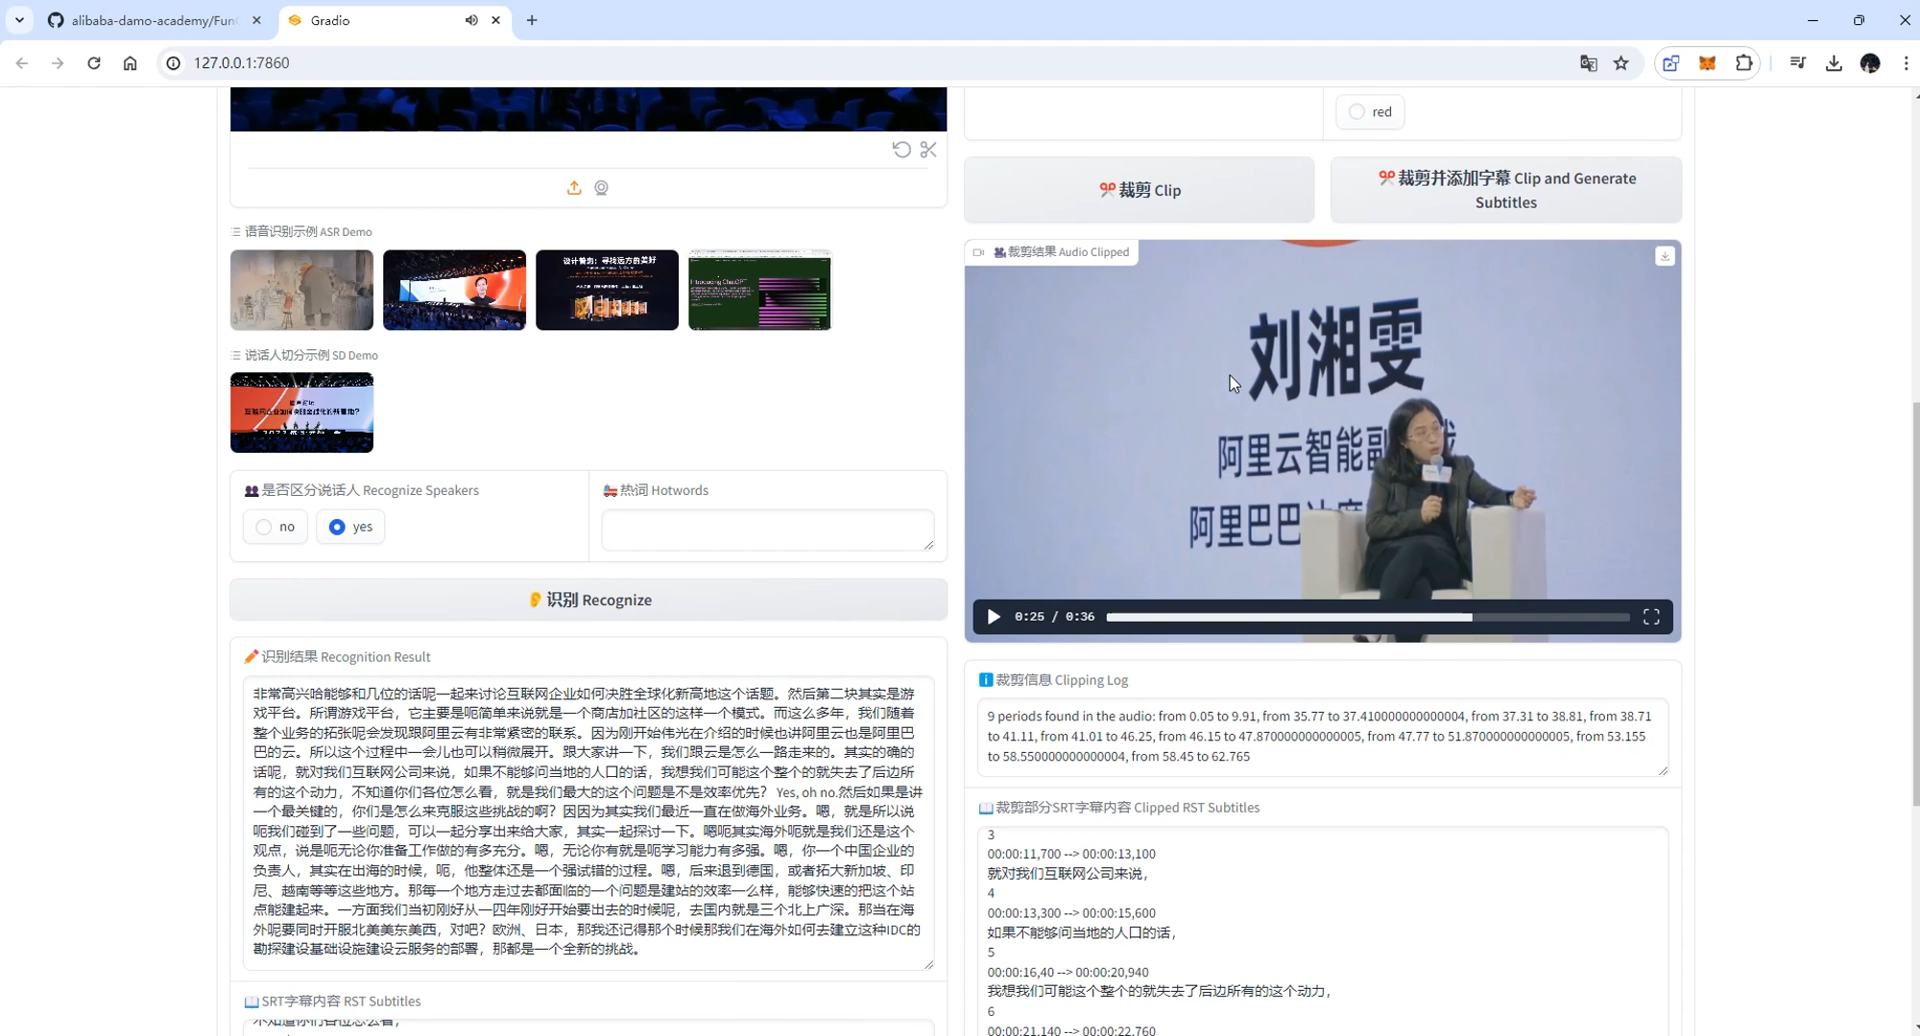 alibaba-damo-academy/Fun
Gradio
127.0.0.1:7860
red
裁剪 Clip
裁剪并添加字幕 Clip and Generate
Subtitles
语音识别示例 ASR Demo
设计普惠：寻找远方的美好
Introducing ChatGPT
说话人切分示例 SD Demo
是否区分说话人 Recognize Speakers
no
yes
热词 Hotwords
识别 Recognize
识别结果 Recognition Result
非常高兴哈能够和几位的话呢一起来讨论互联网企业如何决胜全球化新高地这个话题。然后第二块其实是游
戏平台。所谓游戏平台，它主要是呃简单来说就是一个商店加社区的这样一个模式。而这么多年，我们随着
整个业务的拓张呢会发现跟阿里云有非常紧密的联系。因为刚开始伟光在介绍的时候也讲阿里云也是阿里巴
巴的云。所以这个过程中一会儿也可以稍微展开。跟大家讲一下，我们跟云是怎么一路走来的。其实的确的
话呢，就对我们互联网公司来说，如果不能够问当地的人口的话，我想我们可能这个整个的就失去了后边所
有的这个动力，不知道你们各位怎么看，就是我们最大的这个问题是不是效率优先？ Yes, oh no.然后如果是讲
一个最关键的，你们是怎么来克服这些挑战的啊？因因为其实我们最近一直在做海外业务。嗯，就是所以说
呃我们碰到了一些问题，可以一起分享出来给大家，其实一起探讨一下。嗯呃其实海外呃就是我们还是这个
观点，说是呃无论你准备工作做的有多充分。嗯，无论你有就是呃学习能力有多强。嗯，你一个中国企业的
负责人，其实在出海的时候，呃，他整体还是一个强试错的过程。嗯，后来退到德国，或者拓大新加坡、印
尼、越南等等这些地方。那每一个地方走过去都面临的一个问题是建站的效率一么样，能够快速的把这个站
点能建起来。一方面我们当初刚好从一四年刚好开始要出去的时候呢，去国内就是三个北上广深。那当在海
外呢要同时开服北美美东美西，对吧？欧洲、日本，那我还记得那个时候那我们在海外如何去建立这种IDC的
勘探建设基础设施建设云服务的部署，那都是一个全新的挑战。
SRT字幕内容 RST Subtitles
不知道你们各位怎么看，
裁剪结果 Audio Clipped
刘湘雯
阿里云智能副
阿里巴巴
0:25 / 0:36
裁剪信息 Clipping Log
9 periods found in the audio: from 0.05 to 9.91, from 35.77 to 37.410000000000004, from 37.31 to 38.81, from 38.71
to 41.11, from 41.01 to 46.25, from 46.15 to 47.870000000000005, from 47.77 to 51.870000000000005, from 53.155
to 58.550000000000004, from 58.45 to 62.765
裁剪部分SRT字幕内容 Clipped RST Subtitles
3
00:00:11,700 --> 00:00:13,100
就对我们互联网公司来说，
4
00:00:13,300 --> 00:00:15,600
如果不能够问当地的人口的话，
5
00:00:16,40 --> 00:00:20,940
我想我们可能这个整个的就失去了后边所有的这个动力，
6
00:00:21,140 --> 00:00:22,760